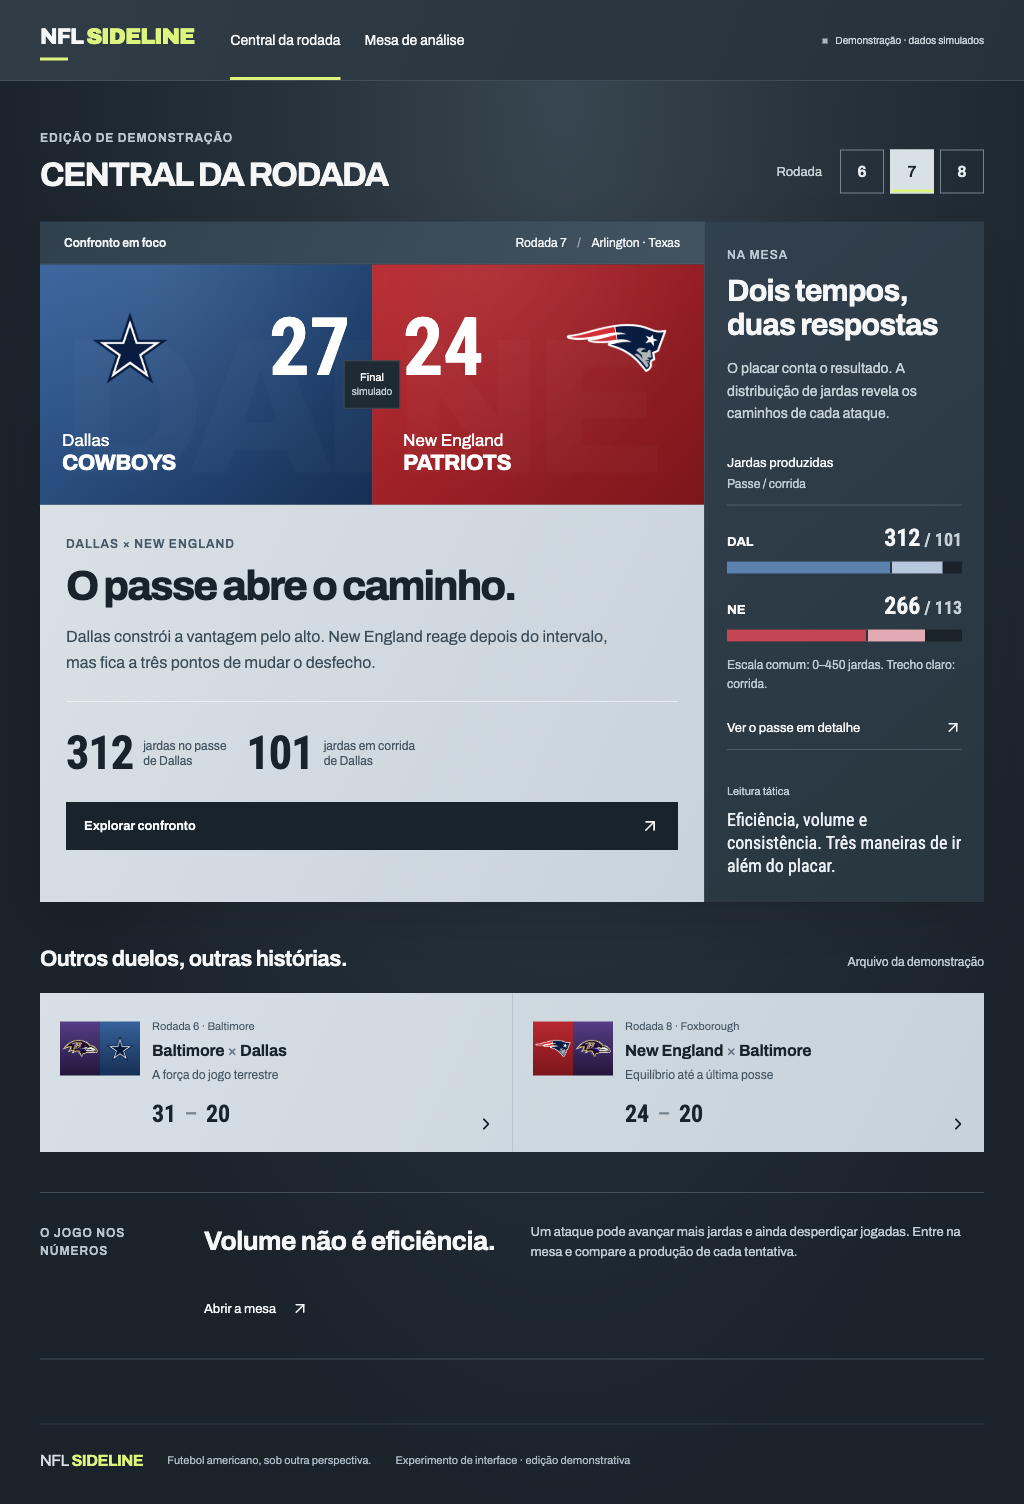 NFL SIDELINE
Central da rodada
Mesa de análise
Demonstração · dados simulados
EDIÇÃO DE DEMONSTRAÇÃO
CENTRAL DA RODADA
Rodada
6
7
8
Confronto em foco
Rodada 7 / Arlington · Texas
DAL
NE
27
24
Final
simulado
Dallas
COWBOYS
New England
PATRIOTS
DALLAS × NEW ENGLAND
O passe abre o caminho.
Dallas constrói a vantagem pelo alto. New England reage depois do intervalo,
mas fica a três pontos de mudar o desfecho.
312
jardas no passe
de Dallas
101
jardas em corrida
de Dallas
Explorar confronto
NA MESA
Dois tempos,
duas respostas
O placar conta o resultado. A
distribuição de jardas revela os
caminhos de cada ataque.
Jardas produzidas
Passe / corrida
DAL 312 / 101
NE 266 / 113
Escala comum: 0–450 jardas. Trecho claro:
corrida.
Ver o passe em detalhe
Leitura tática
Eficiência, volume e
consistência. Três maneiras de ir
além do placar.
Outros duelos, outras histórias.
Arquivo da demonstração
Rodada 6 · Baltimore
Baltimore × Dallas
A força do jogo terrestre
31 – 20
Rodada 8 · Foxborough
New England × Baltimore
Equilíbrio até a última posse
24 – 20
O JOGO NOS
NÚMEROS
Volume não é eficiência.
Um ataque pode avançar mais jardas e ainda desperdiçar jogadas. Entre na
mesa e compare a produção de cada tentativa.
Abrir a mesa
NFL SIDELINE
Futebol americano, sob outra perspectiva.
Experimento de interface · edição demonstrativa